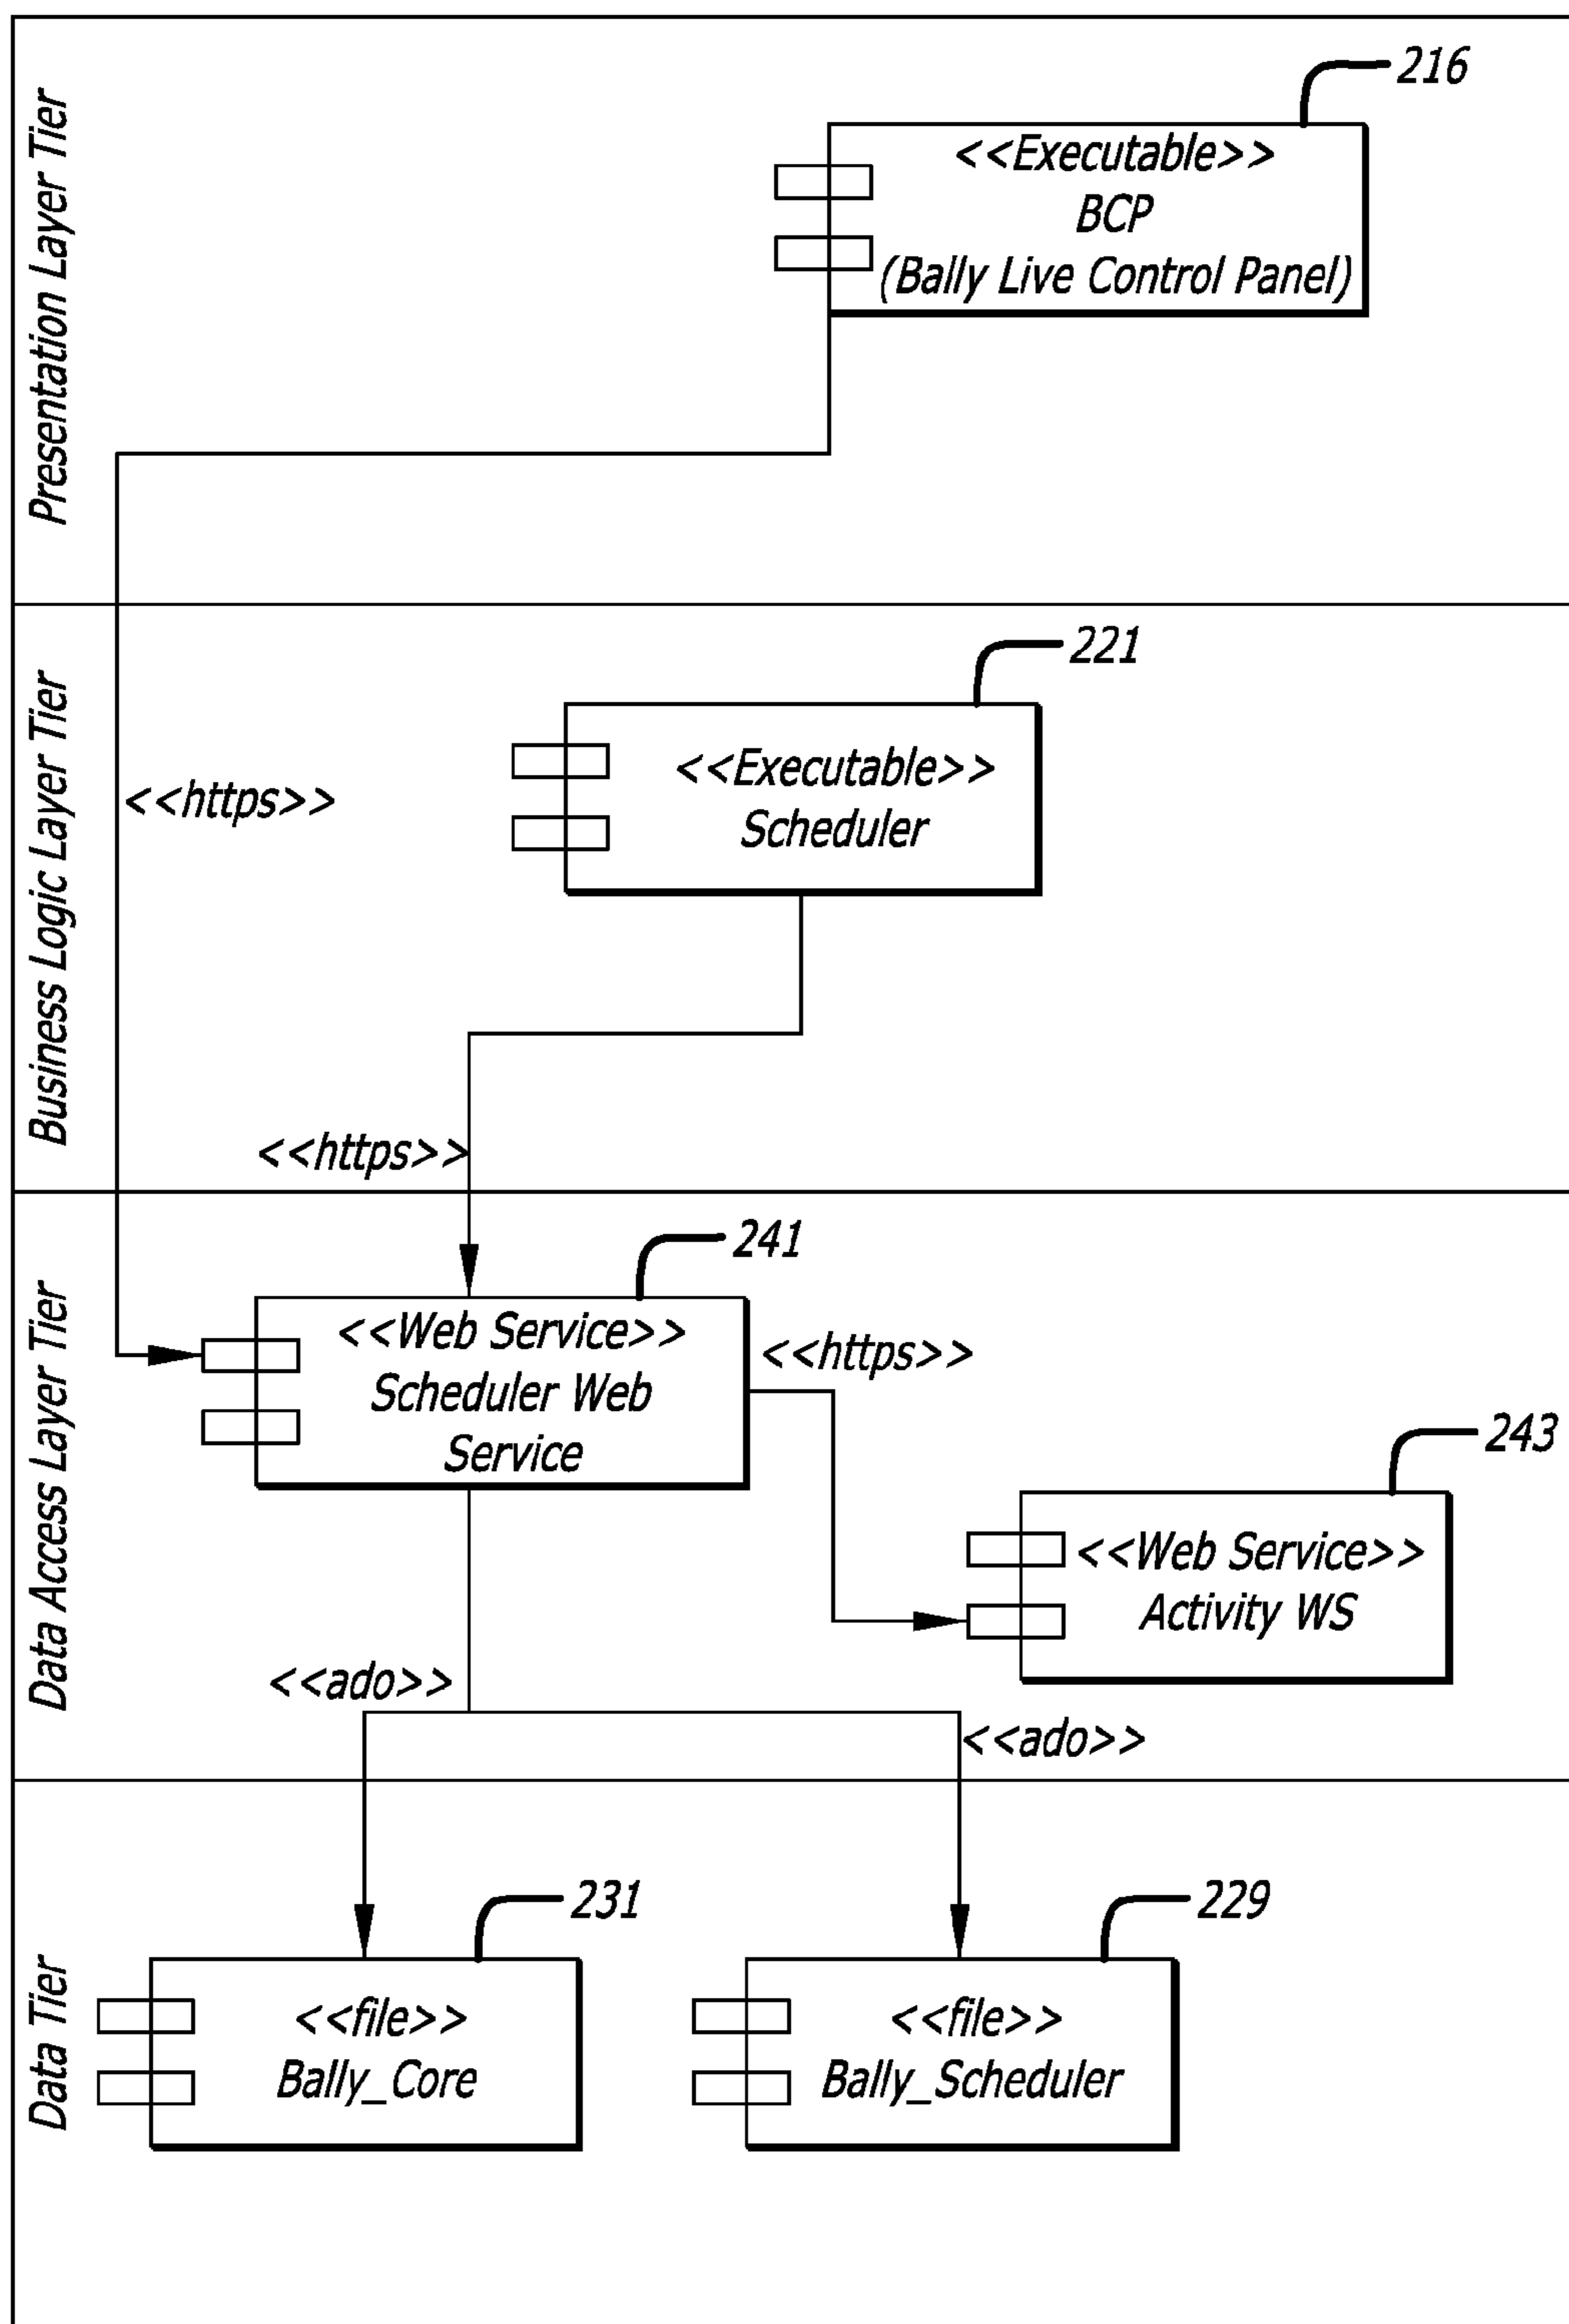 Presentation Layer Tier
216
<<Executable>>
BCP
(Bally Live Control Panel)
Business Logic Layer Tier
221
<<Executable>>
Scheduler
<<https>>
<<https>>
Data Access Layer Tier
241
<<Web Service>>
Scheduler Web
Service
<<https>>
243
<<Web Service>>
Activity WS
<<ado>>
<<ado>>
Data Tier
231
<<file>>
Bally_Core
229
<<file>>
Bally_Scheduler